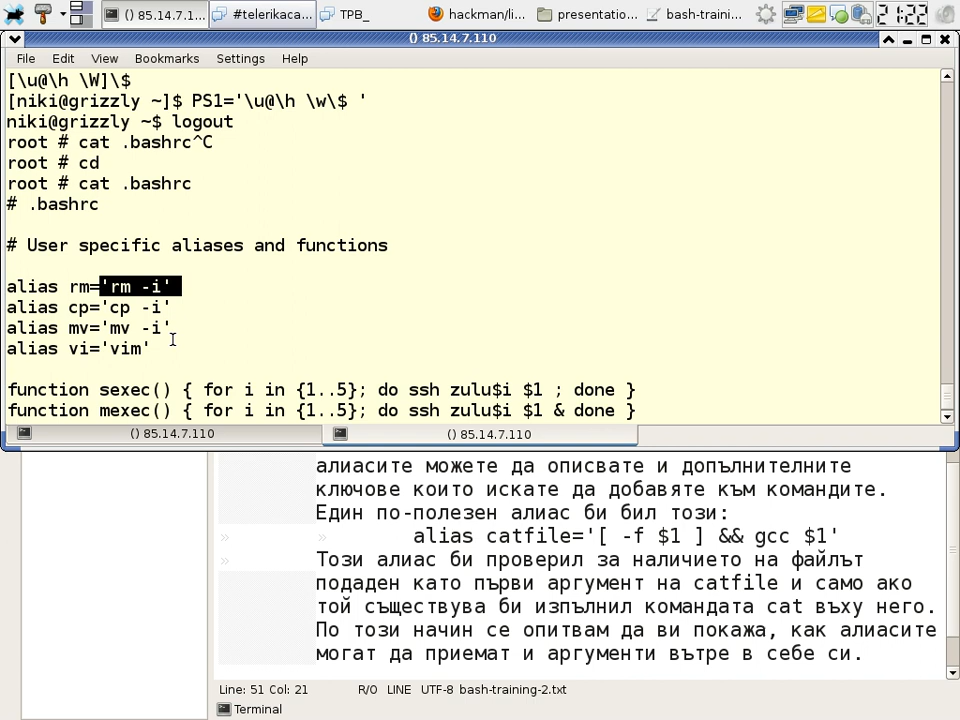 () 85.14.7.1...
#telerikaca...
TPB_
hackman/li...
presentatio...
bash-traini...
21:22
() 85.14.7.110
File Edit View Bookmarks Settings Help
[\u@\h \W]\$
[niki@grizzly ~]$ PS1='\u@\h \w\$ '
niki@grizzly ~$ logout
root # cat .bashrc^C
root # cd
root # cat .bashrc
# .bashrc
# User specific aliases and functions
alias rm='rm -i'
alias cp='cp -i'
alias mv='mv -i'
alias vi='vim'
function sexec() { for i in {1..5}; do ssh zulu$i $1 ; done }
function mexec() { for i in {1..5}; do ssh zulu$i $1 & done }
() 85.14.7.110
() 85.14.7.110
алиасите можете да описвате и допълнителните
ключове които искате да добавяте към командите.
Един по-полезен алиас би бил този:
» » alias catfile='[ -f $1 ] && gcc $1'
» Този алиас би проверил за наличието на файлът
подаден като първи аргумент на catfile и само ако
той съществува би изпълнил командата cat въху него.
По този начин се опитвам да ви покажа, как алиасите
могат да приемат и аргументи вътре в себе си.
Line: 51 Col: 21 R/O LINE UTF-8 bash-training-2.txt
Terminal